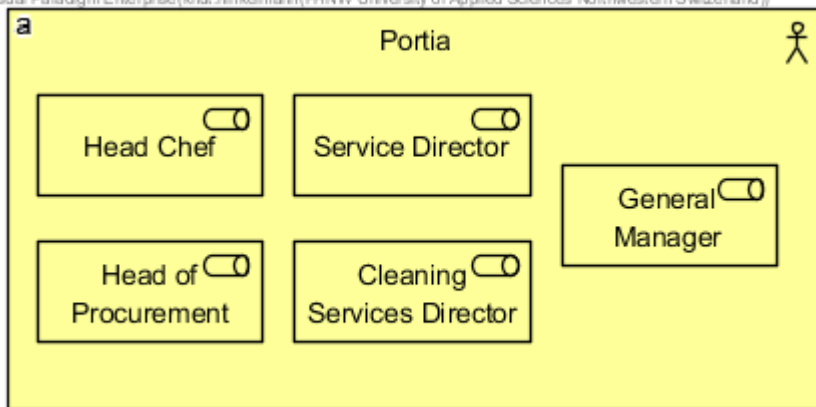 a
Portia
Head Chef
Service Director
General
Manager
Head of
Procurement
Cleaning
Services Director